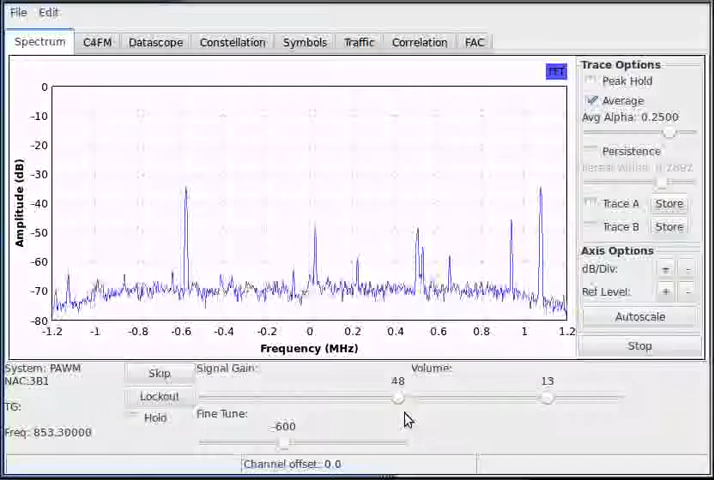 File Edit
Spectrum C4FM Datascope Constellation Symbols Traffic Correlation FAC
FFT
Trace Options
Peak Hold
Average
Avg Alpha: 0.2500
Persistence
Trace A Store
Trace B Store
Axis Options
dB/Div: + -
Ref Level: + -
Autoscale
Stop
Amplitude (dB)
0
-10
-20
-30
-40
-50
-60
-70
-80
-1.2 -1 -0.8 -0.6 -0.4 -0.2 0 0.2 0.4 0.6 0.8 1 1.2
Frequency (MHz)
System: PAWM
NAC:3B1
TG:
Freq: 853.30000
Skip
Lockout
Hold
Signal Gain:
48
Volume:
13
Fine Tune:
-600
Channel offset: 0.0